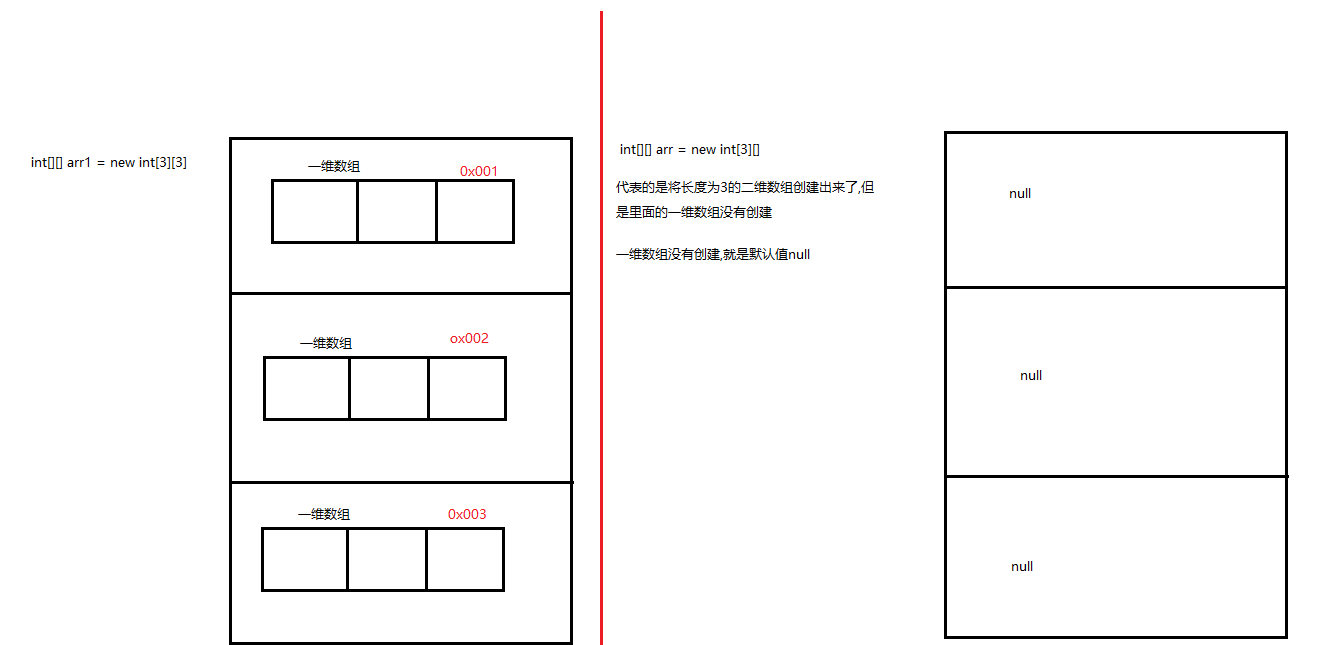 int[][] arr1 = new int[3][3]
一维数组
0x001
一维数组
ox002
一维数组
0x003
int[][] arr = new int[3][]
代表的是将长度为3的二维数组创建出来了,但
是里面的一维数组没有创建
一维数组没有创建,就是默认值null
null
null
null